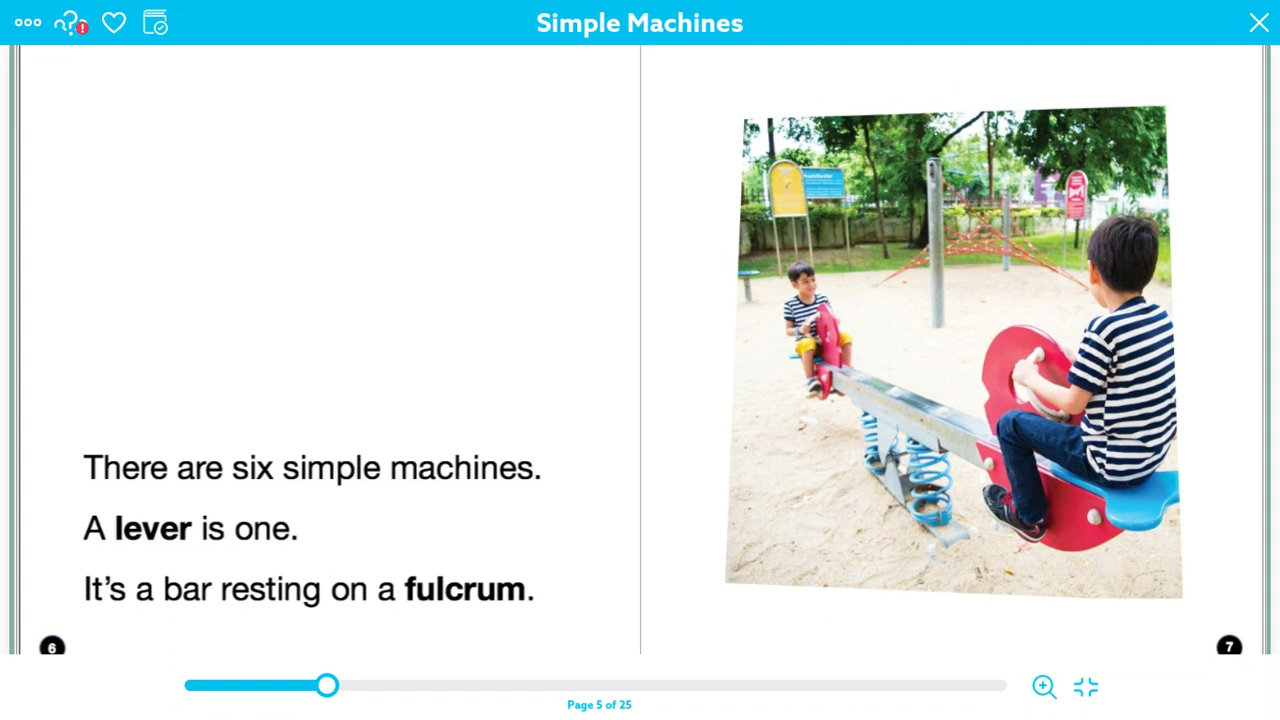 Simple Machines
There are six simple machines.
A lever is one.
It's a bar resting on a fulcrum.
6
7
Page 5 of 25